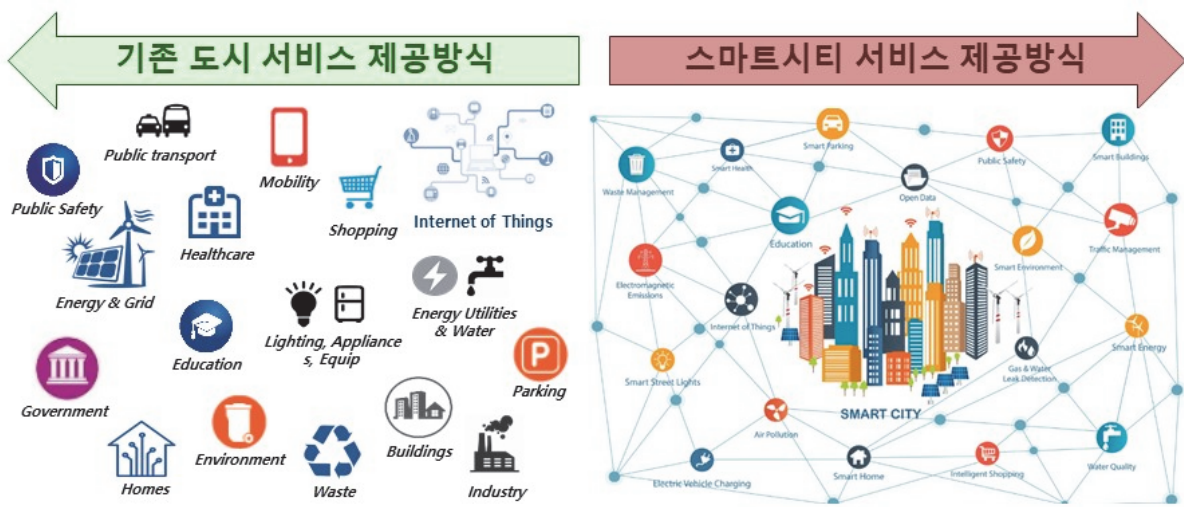 기존 도시 서비스 제공방식
Public transport
Mobility
Public Safety
Healthcare
Shopping
Internet of Things
Energy & Grid
Education
Lighting, Appliance
s, Equip
Energy Utilities
& Water
Government
Parking
Environment
Buildings
Homes
Waste
Industry
스마트시티 서비스 제공방식
Smart Parking
Smart Health
Public Safety
Smart Buildings
Waste Management
Open Data
Education
Traffic Management
Smart Environment
Electromagnetic
Emissions
Internet of Things
Smart Energy
Gas & Water
Leak Detection
Smart Street Lights
SMART CITY
Air Pollution
Electric Vehicle Charging
Smart Home
Intelligent Shopping
Water Quality